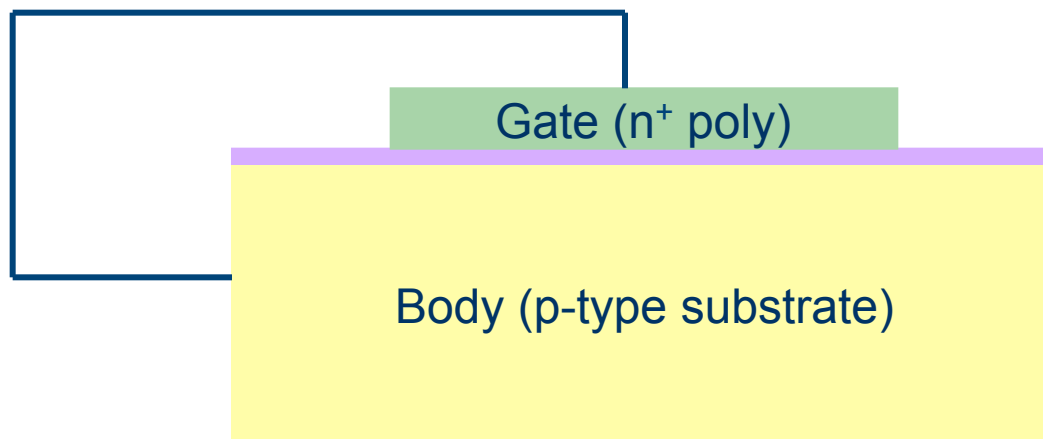 Gate (n⁺ poly)
Body (p-type substrate)